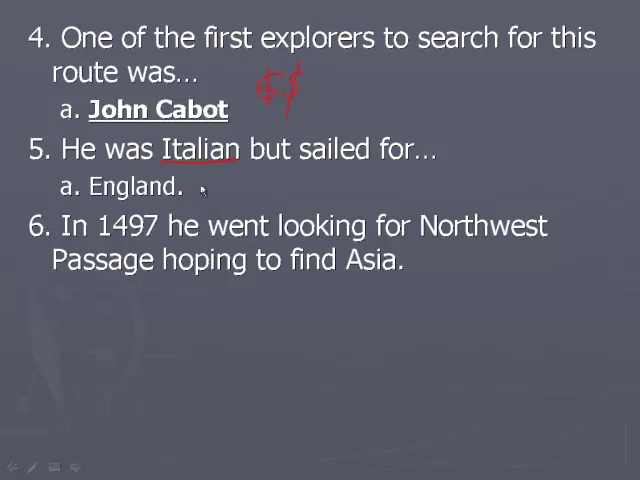 4. One of the first explorers to search for this
route was…
a. John Cabot
5. He was Italian but sailed for…
a. England.
6. In 1497 he went looking for Northwest
Passage hoping to find Asia.